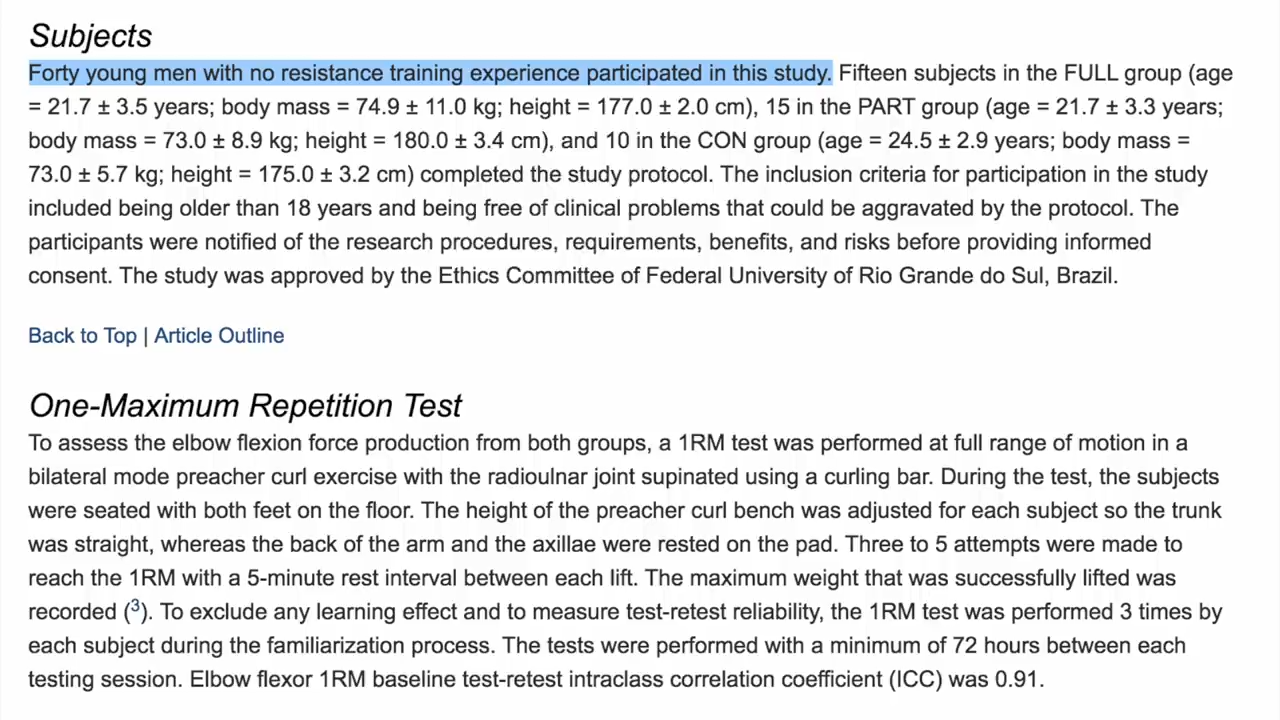 Subjects
Forty young men with no resistance training experience participated in this study. Fifteen subjects in the FULL group (age
= 21.7 ± 3.5 years; body mass = 74.9 ± 11.0 kg; height = 177.0 ± 2.0 cm), 15 in the PART group (age = 21.7 ± 3.3 years;
body mass = 73.0 ± 8.9 kg; height = 180.0 ± 3.4 cm), and 10 in the CON group (age = 24.5 ± 2.9 years; body mass =
73.0 ± 5.7 kg; height = 175.0 ± 3.2 cm) completed the study protocol. The inclusion criteria for participation in the study
included being older than 18 years and being free of clinical problems that could be aggravated by the protocol. The
participants were notified of the research procedures, requirements, benefits, and risks before providing informed
consent. The study was approved by the Ethics Committee of Federal University of Rio Grande do Sul, Brazil.
Back to Top | Article Outline
One-Maximum Repetition Test
To assess the elbow flexion force production from both groups, a 1RM test was performed at full range of motion in a
bilateral mode preacher curl exercise with the radioulnar joint supinated using a curling bar. During the test, the subjects
were seated with both feet on the floor. The height of the preacher curl bench was adjusted for each subject so the trunk
was straight, whereas the back of the arm and the axillae were rested on the pad. Three to 5 attempts were made to
reach the 1RM with a 5-minute rest interval between each lift. The maximum weight that was successfully lifted was
recorded (3). To exclude any learning effect and to measure test-retest reliability, the 1RM test was performed 3 times by
each subject during the familiarization process. The tests were performed with a minimum of 72 hours between each
testing session. Elbow flexor 1RM baseline test-retest intraclass correlation coefficient (ICC) was 0.91.